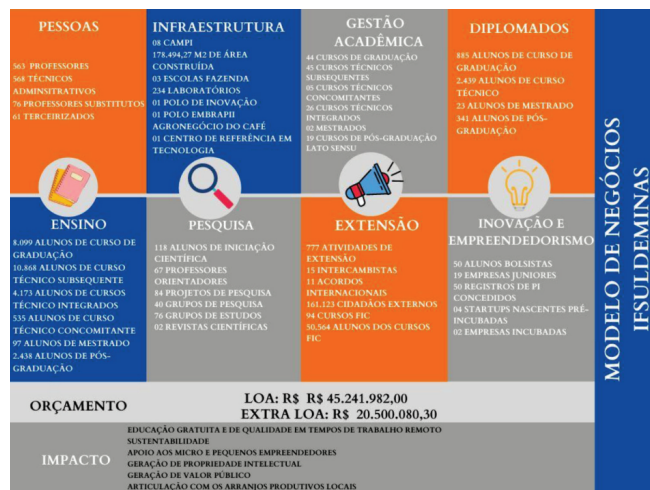 PESSOAS
563 PROFESSORES
568 TÉCNICOS
ADMINSITRATIVOS
76 PROFESSORES SUBSTITUTOS
61 TERCEIRIZADOS
INFRAESTRUTURA
08 CAMPI
178.494,27 M2 DE ÁREA
CONSTRUÍDA
03 ESCOLAS FAZENDA
234 LABORATÓRIOS
01 POLO DE INOVAÇÃO
01 POLO EMBRAPII
AGRONEGÓCIO DO CAFÉ
01 CENTRO DE REFERÊNCIA EM
TECNOLOGIA
GESTÃO
ACADÊMICA
44 CURSOS DE GRADUAÇÃO
45 CURSOS TÉCNICOS
SUBSEQUENTES
05 CURSOS TÉCNICOS
CONCOMITANTES
26 CURSOS TÉCNICOS
INTEGRADOS
02 MESTRADOS
19 CURSOS DE PÓS-GRADUAÇÃO
LATO SENSU
DIPLOMADOS
885 ALUNOS DE CURSO DE
GRADUAÇÃO
2.439 ALUNOS DE CURSO
TÉCNICO
23 ALUNOS DE MESTRADO
341 ALUNOS DE PÓS-
GRADUAÇÃO
ENSINO
8.099 ALUNOS DE CURSO DE
GRADUAÇÃO
10.868 ALUNOS DE CURSO
TÉCNICO SUBSEQUENTE
4.173 ALUNOS DE CURSOS
TÉCNICO INTEGRADOS
535 ALUNOS DE CURSO
TÉCNICO CONCOMITANTE
97 ALUNOS DE MESTRADO
2.438 ALUNOS DE PÓS-
GRADUAÇÃO
PESQUISA
118 ALUNOS DE INICIAÇÃO
CIENTÍFICA
67 PROFESSORES
ORIENTADORES
84 PROJETOS DE PESQUISA
40 GRUPOS DE PESQUISA
76 GRUPOS DE ESTUDOS
02 REVISTAS CIENTÍFICAS
EXTENSÃO
777 ATIVIDADES DE
EXTENSÃO
15 INTERCAMBISTAS
11 ACORDOS
INTERNACIONAIS
161.123 CIDADÃOS EXTERNOS
94 CURSOS FIC
50.564 ALUNOS DOS CURSOS
FIC
INOVAÇÃO E
EMPREENDEDORISMO
50 ALUNOS BOLSISTAS
19 EMPRESAS JUNIORES
50 REGISTROS DE PI
CONCEDIDOS
04 STARTUPS NASCENTES PRÉ-
INCUBADAS
02 EMPRESAS INCUBADAS
MODELO DE NEGÓCIOS
IFSULDEMINAS
ORÇAMENTO
LOA: R$ R$ 45.241.982,00
EXTRA LOA: R$ 20.500.080,30
IMPACTO
EDUCAÇÃO GRATUITA E DE QUALIDADE EM TEMPOS DE TRABALHO REMOTO
SUSTENTABILIDADE
APOIO AOS MICRO E PEQUENOS EMPREENDEDORES
GERAÇÃO DE PROPRIEDADE INTELECTUAL
GERAÇÃO DE VALOR PÚBLICO
ARTICULAÇÃO COM OS ARRANJOS PRODUTIVOS LOCAIS